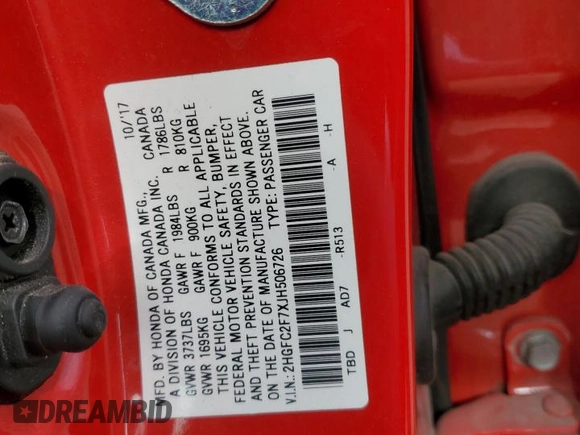 MFD. BY HONDA OF CANADA MFG., 10/'17
A DIVISION OF HONDA CANADA INC. CANADA
GVWR 3737LBS GAWR F 1984LBS R 1786LBS
GVWR 1695KG GAWR F 900KG R 810KG
THIS VEHICLE CONFORMS TO ALL APPLICABLE
FEDERAL MOTOR VEHICLE SAFETY, BUMPER,
AND THEFT PREVENTION STANDARDS IN EFFECT
ON THE DATE OF MANUFACTURE SHOWN ABOVE.
V.I.N.: 2HGFC2F7XJH506726 TYPE: PASSENGER CAR
-R513 -A -H
TBD J AD7
DREAMBID